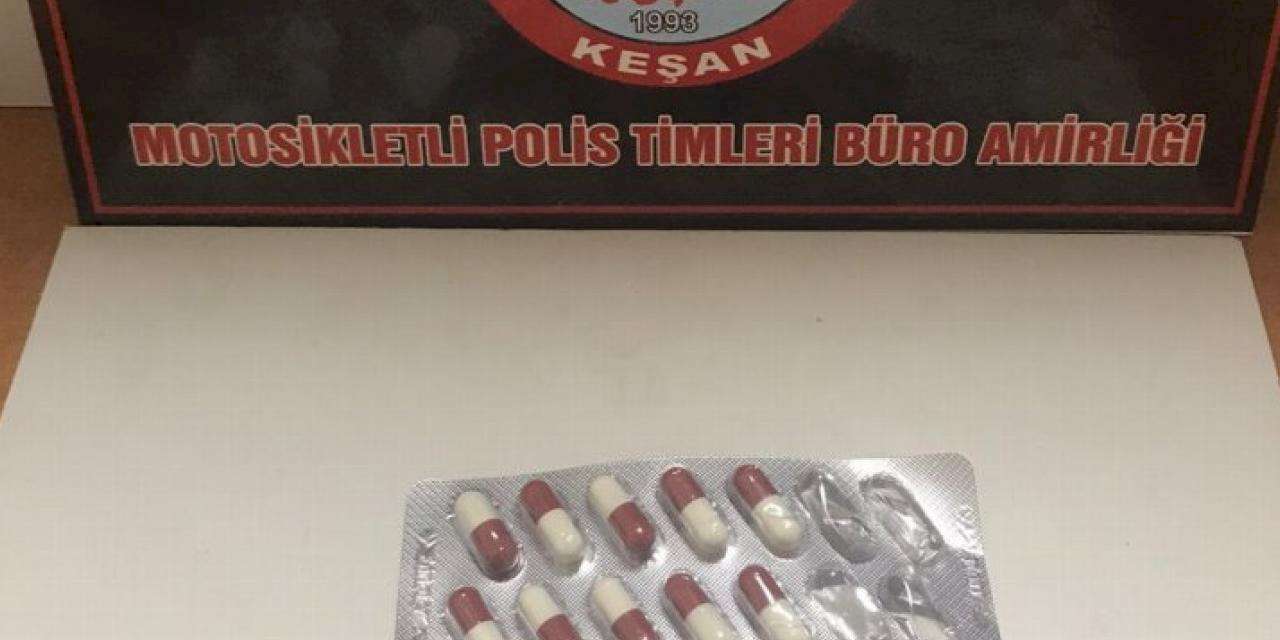 1993
KEŞAN
MOTOSİKLETLİ POLİS TİMLERİ BÜRO AMİRLİĞİ